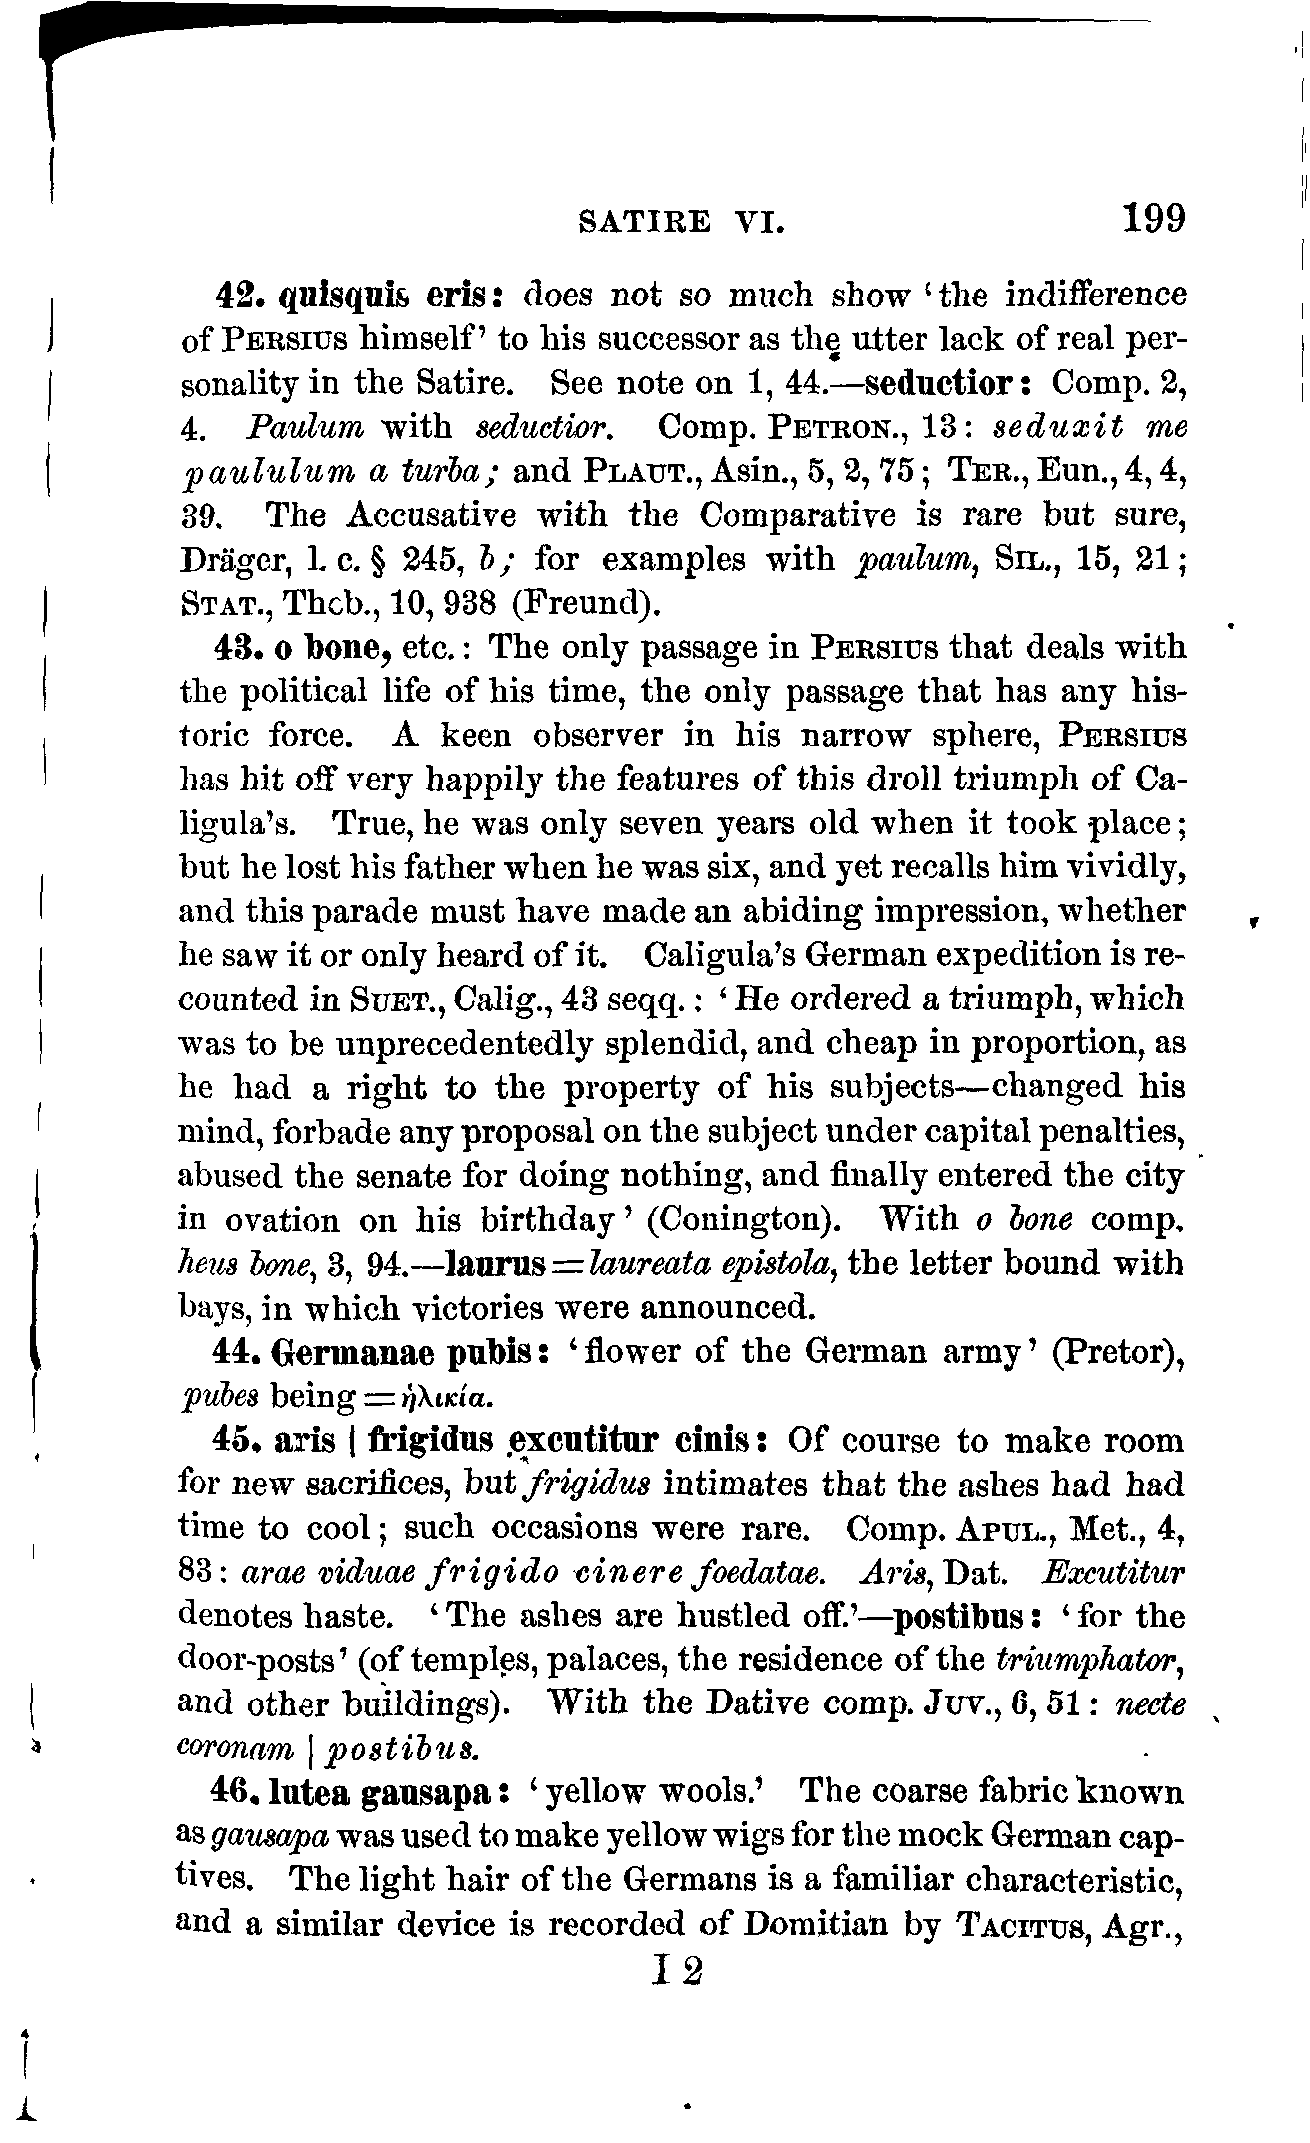 SATIRE VI. 199
42. quisquis eris: does not so much show ‘the indifference
of PERSIUS himself’ to his successor as the utter lack of real per-
sonality in the Satire. See note on 1, 44.—seductior: Comp. 2,
4. Paulum with seductior. Comp. PETRON., 13: seduxit me
paululum a turba; and PLAUT., Asin., 5, 2, 75; TER., Eun., 4, 4,
39. The Accusative with the Comparative is rare but sure,
Dräger, l. c. § 245, b; for examples with paulum, SIL., 15, 21;
STAT., Theb., 10, 938 (Freund).
43. o bone, etc.: The only passage in PERSIUS that deals with
the political life of his time, the only passage that has any his-
toric force. A keen observer in his narrow sphere, PERSIUS
has hit off very happily the features of this droll triumph of Ca-
ligula’s. True, he was only seven years old when it took place;
but he lost his father when he was six, and yet recalls him vividly,
and this parade must have made an abiding impression, whether
he saw it or only heard of it. Caligula’s German expedition is re-
counted in SUET., Calig., 43 seqq.: ‘He ordered a triumph, which
was to be unprecedentedly splendid, and cheap in proportion, as
he had a right to the property of his subjects—changed his
mind, forbade any proposal on the subject under capital penalties,
abused the senate for doing nothing, and finally entered the city
in ovation on his birthday’ (Conington). With o bone comp.
heus bone, 3, 94.—laurus = laureata epistola, the letter bound with
bays, in which victories were announced.
44. Germanae pubis: ‘flower of the German army’ (Pretor),
pubes being = ἡλικία.
45. aris | frigidus excutitur cinis: Of course to make room
for new sacrifices, but frigidus intimates that the ashes had had
time to cool; such occasions were rare. Comp. APUL., Met., 4,
83: arae viduae frigido cinere foedatae. Aris, Dat. Excutitur
denotes haste. ‘The ashes are hustled off.’—postibus: ‘for the
door-posts’ (of temples, palaces, the residence of the triumphator,
and other buildings). With the Dative comp. JUV., 6, 51: necte
coronam | postibus.
46. lutea gausapa: ‘yellow wools.’ The coarse fabric known
as gausapa was used to make yellow wigs for the mock German cap-
tives. The light hair of the Germans is a familiar characteristic,
and a similar device is recorded of Domitian by TACITUS, Agr.,
I 2